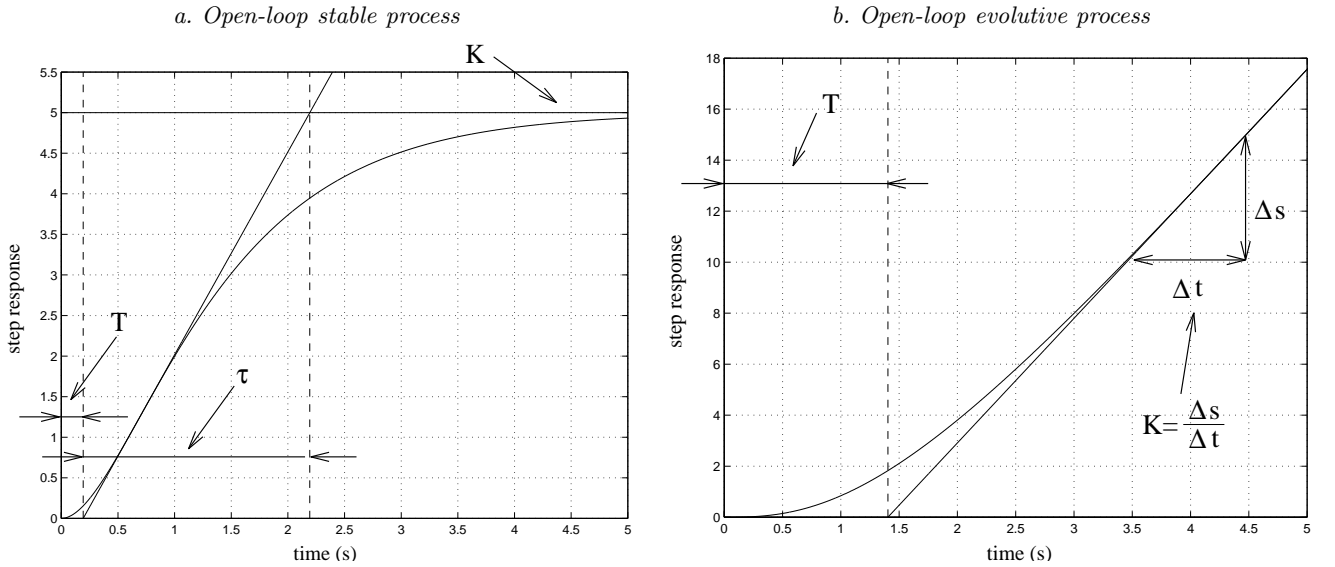 a. Open-loop stable process
K
5.5
5
4.5
4
3.5
3
2.5
2
1.5
1
0.5
0
step response
T
τ
0 0.5 1 1.5 2 2.5 3 3.5 4 4.5 5
time (s)
b. Open-loop evolutive process
18
16
14
12
10
8
6
4
2
0
step response
T
Δs
Δt
K=Δs/Δt
0 0.5 1 1.5 2 2.5 3 3.5 4 4.5 5
time (s)